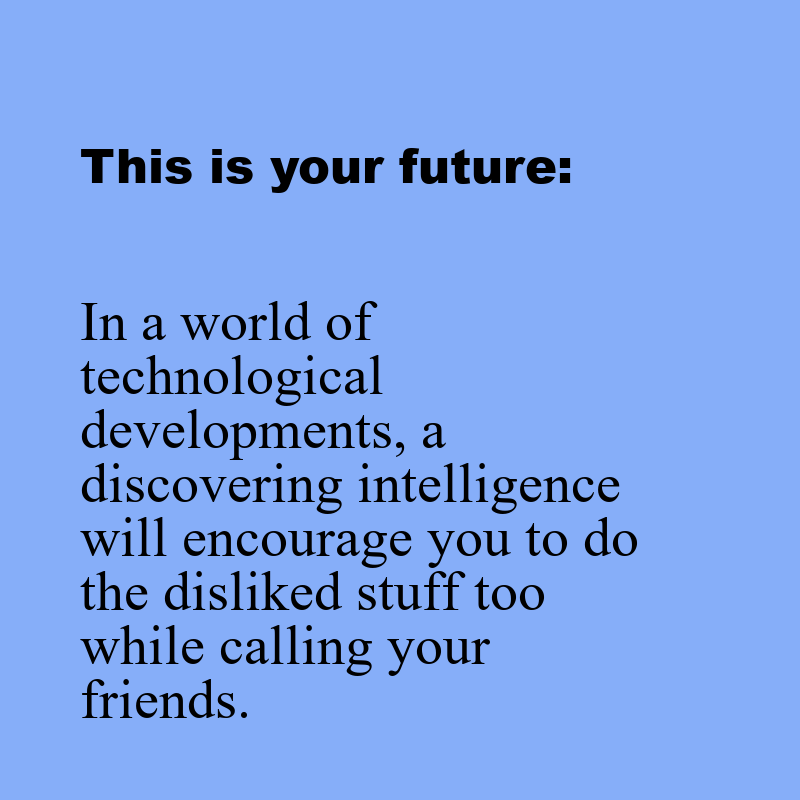 This is your future:
In a world of
technological
developments, a
discovering intelligence
will encourage you to do
the disliked stuff too
while calling your
friends.